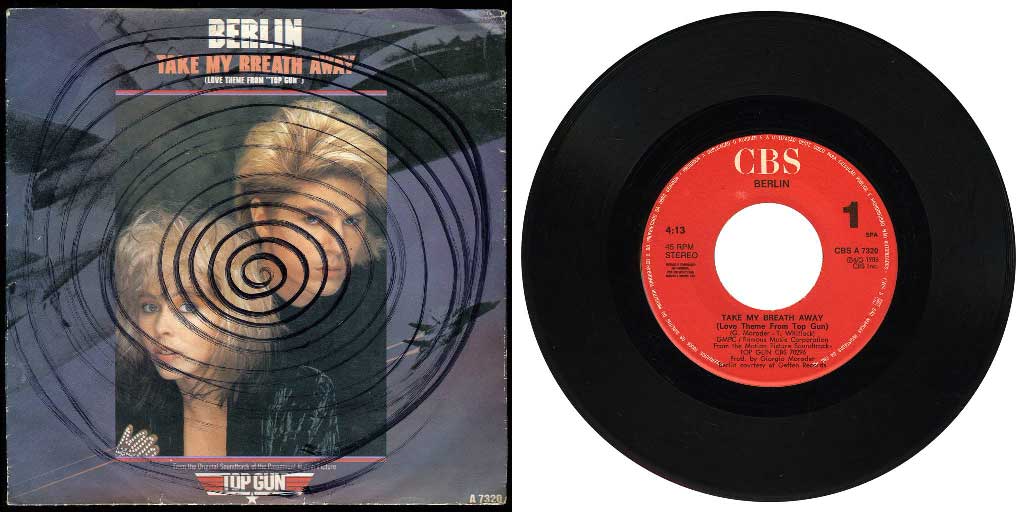 BERLIN
TAKE MY BREATH AWAY
(LOVE THEME FROM "TOP GUN")
From the Original Soundtrack of the Paramount Motion Picture
TOP GUN
A 7320
CBS
BERLIN
1
4:13
SPA
45 RPM
STEREO
CBS A 7320
1986
CBS Inc.
TAKE MY BREATH AWAY
(Love Theme From Top Gun)
(G. Moroder - T. Whitlock)
GMPC / Famous Music Corporation
From the Motion Picture Soundtrack
TOP GUN CBS 70296
Prod. by Giorgio Moroder
Berlin courtesy of Geffen Records